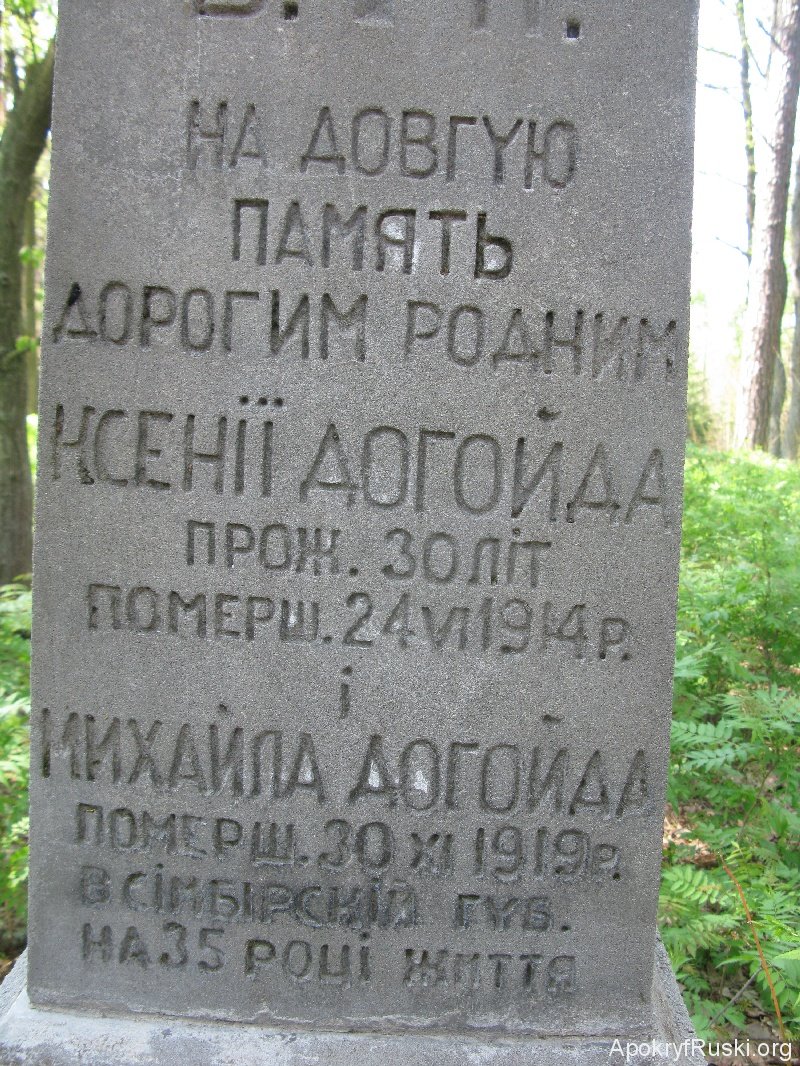 НА ДОВГУЮ
ПАМЯТЬ
ДОРОГИМ РОДНИМ
КСЕНІЇ ДОГОЙДА
ПРОЖ. 30 ЛІТ
ПОМЕРШ. 24 VI 1914 Р.
І
МИХАЙЛА ДОГОЙДА
ПОМЕРШ. 30 XI 1919 Р.
В СІМБІРСКІЙ ГУБ.
НА 35 РОЦІ ЖИТТЯ
ApokryfRuski.org